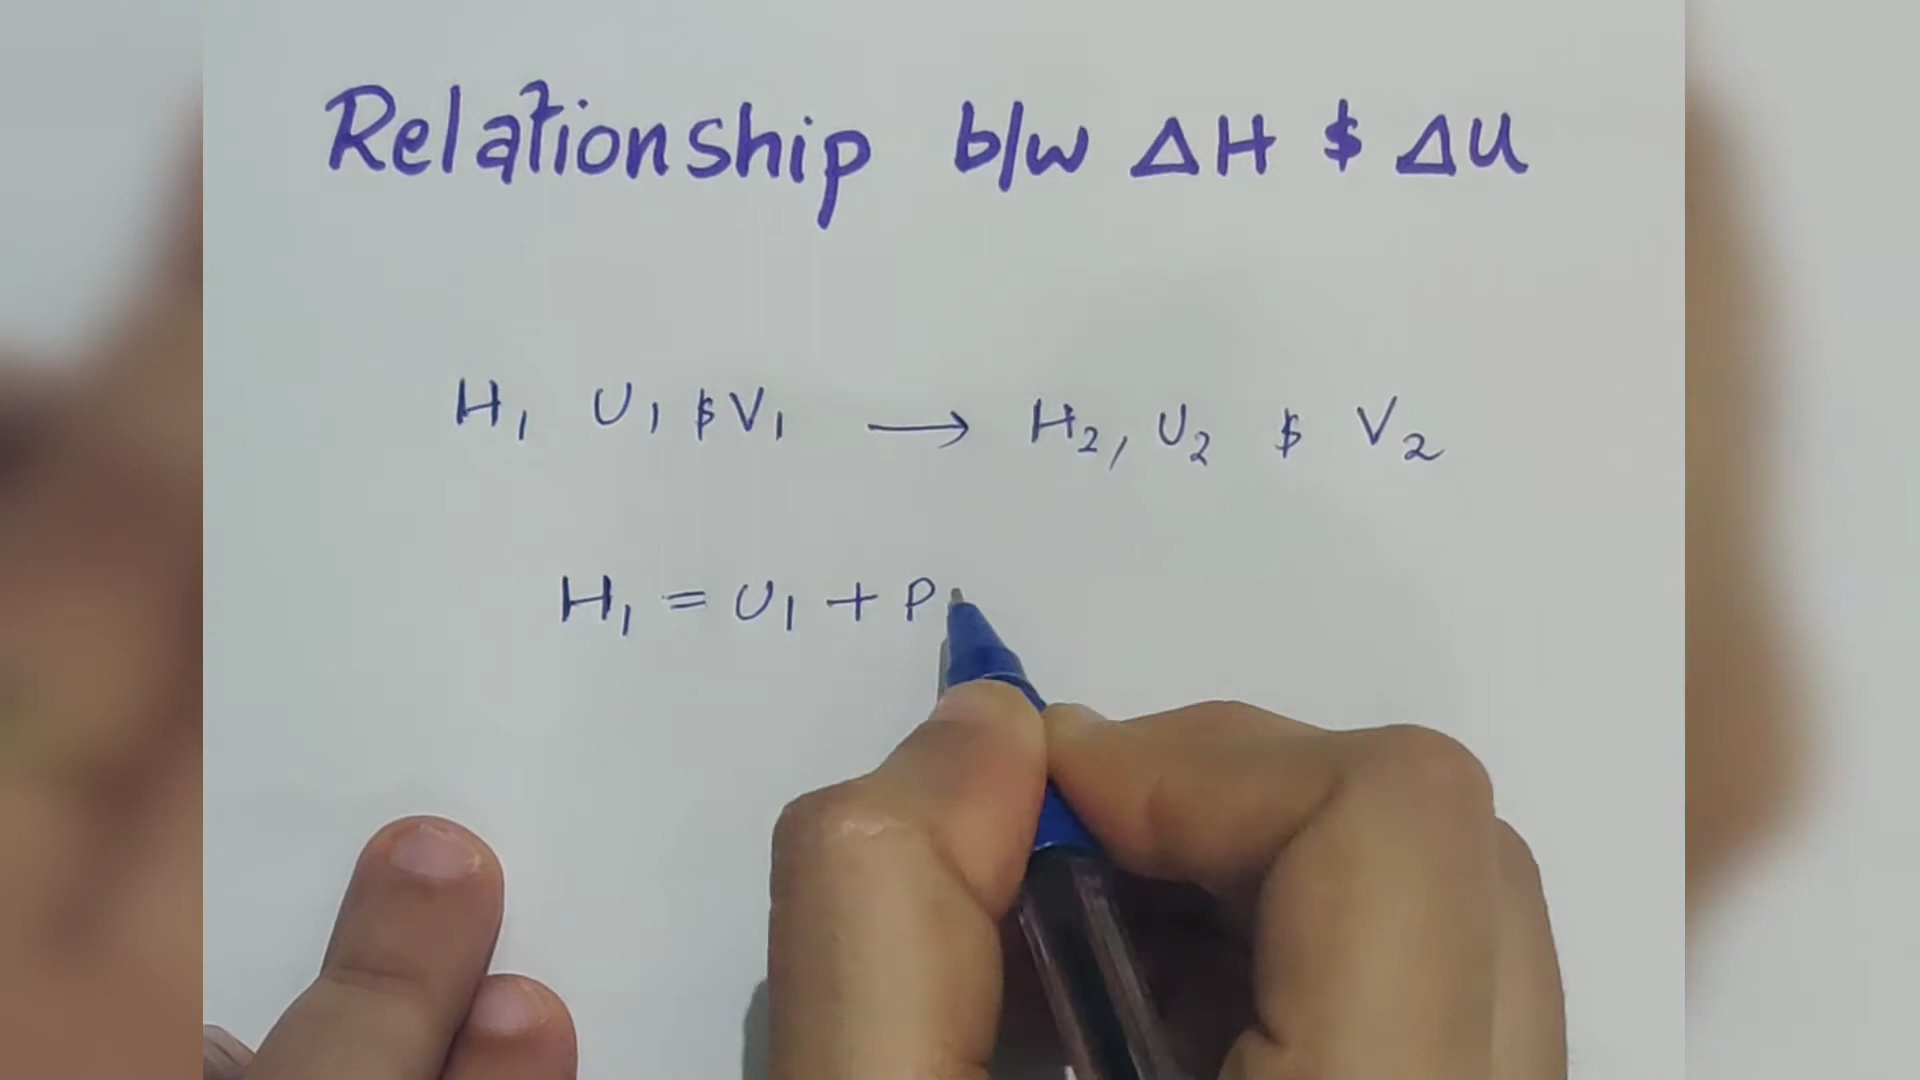 Relationship b/w ΔH & ΔU
H₁ U₁ & V₁ → H₂, U₂ & V₂
H₁ = U₁ + P